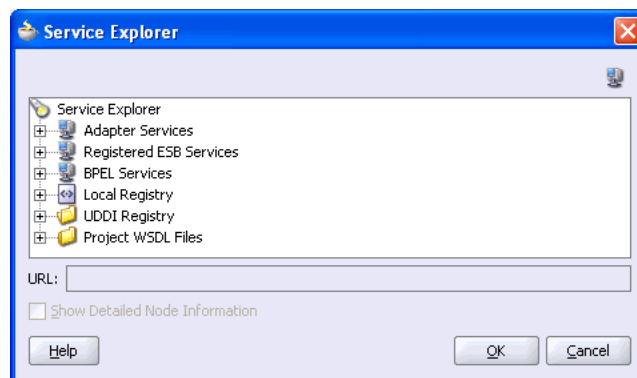 Service Explorer
Service Explorer
Adapter Services
Registered ESB Services
BPEL Services
Local Registry
UDDI Registry
Project WSDL Files
URL:
Show Detailed Node Information
Help OK Cancel